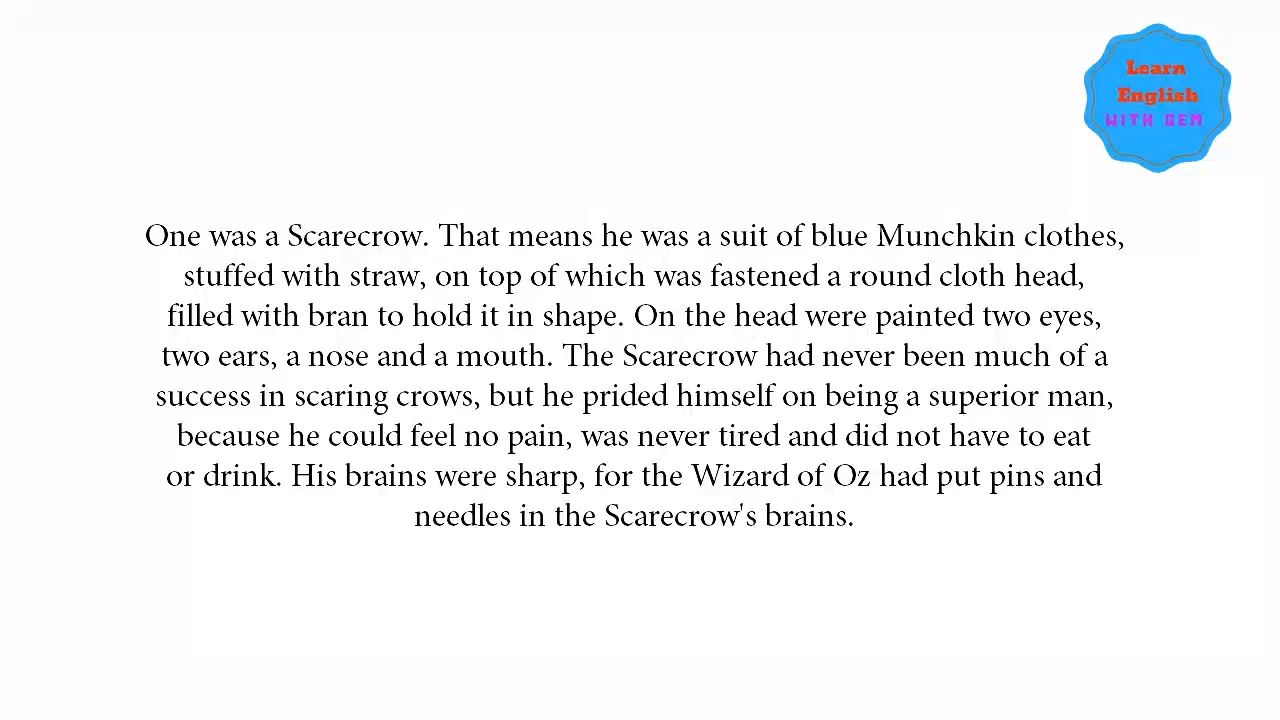 Learn
English
WITH GEM
One was a Scarecrow. That means he was a suit of blue Munchkin clothes,
stuffed with straw, on top of which was fastened a round cloth head,
filled with bran to hold it in shape. On the head were painted two eyes,
two ears, a nose and a mouth. The Scarecrow had never been much of a
success in scaring crows, but he prided himself on being a superior man,
because he could feel no pain, was never tired and did not have to eat
or drink. His brains were sharp, for the Wizard of Oz had put pins and
needles in the Scarecrow's brains.